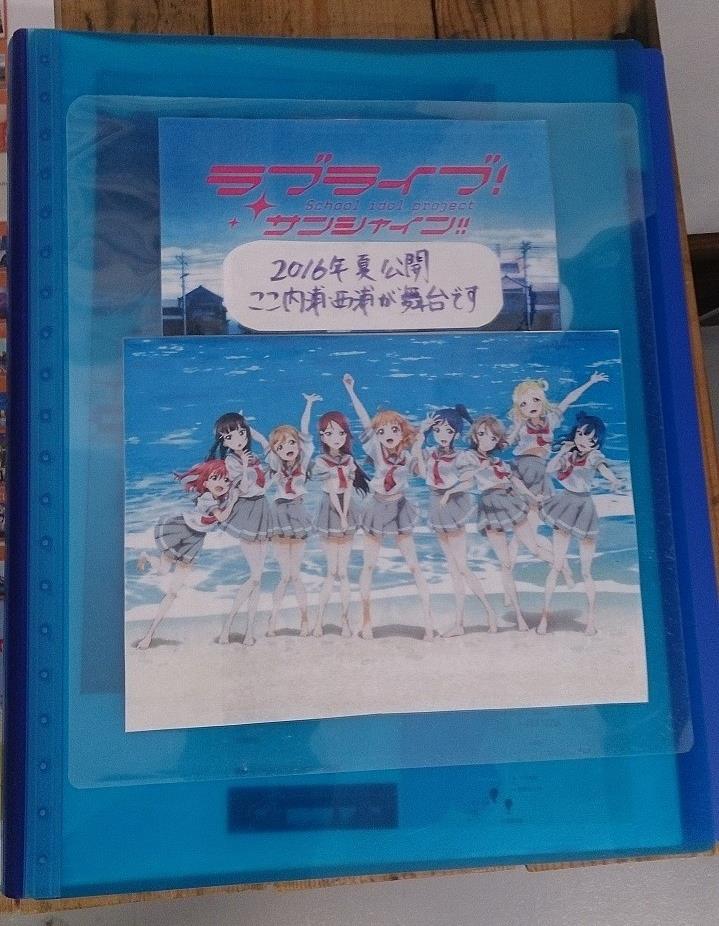 ラブライブ!
School idol project
サンシャイン!!
2016年夏公開
ここ内浦西浦が舞台です